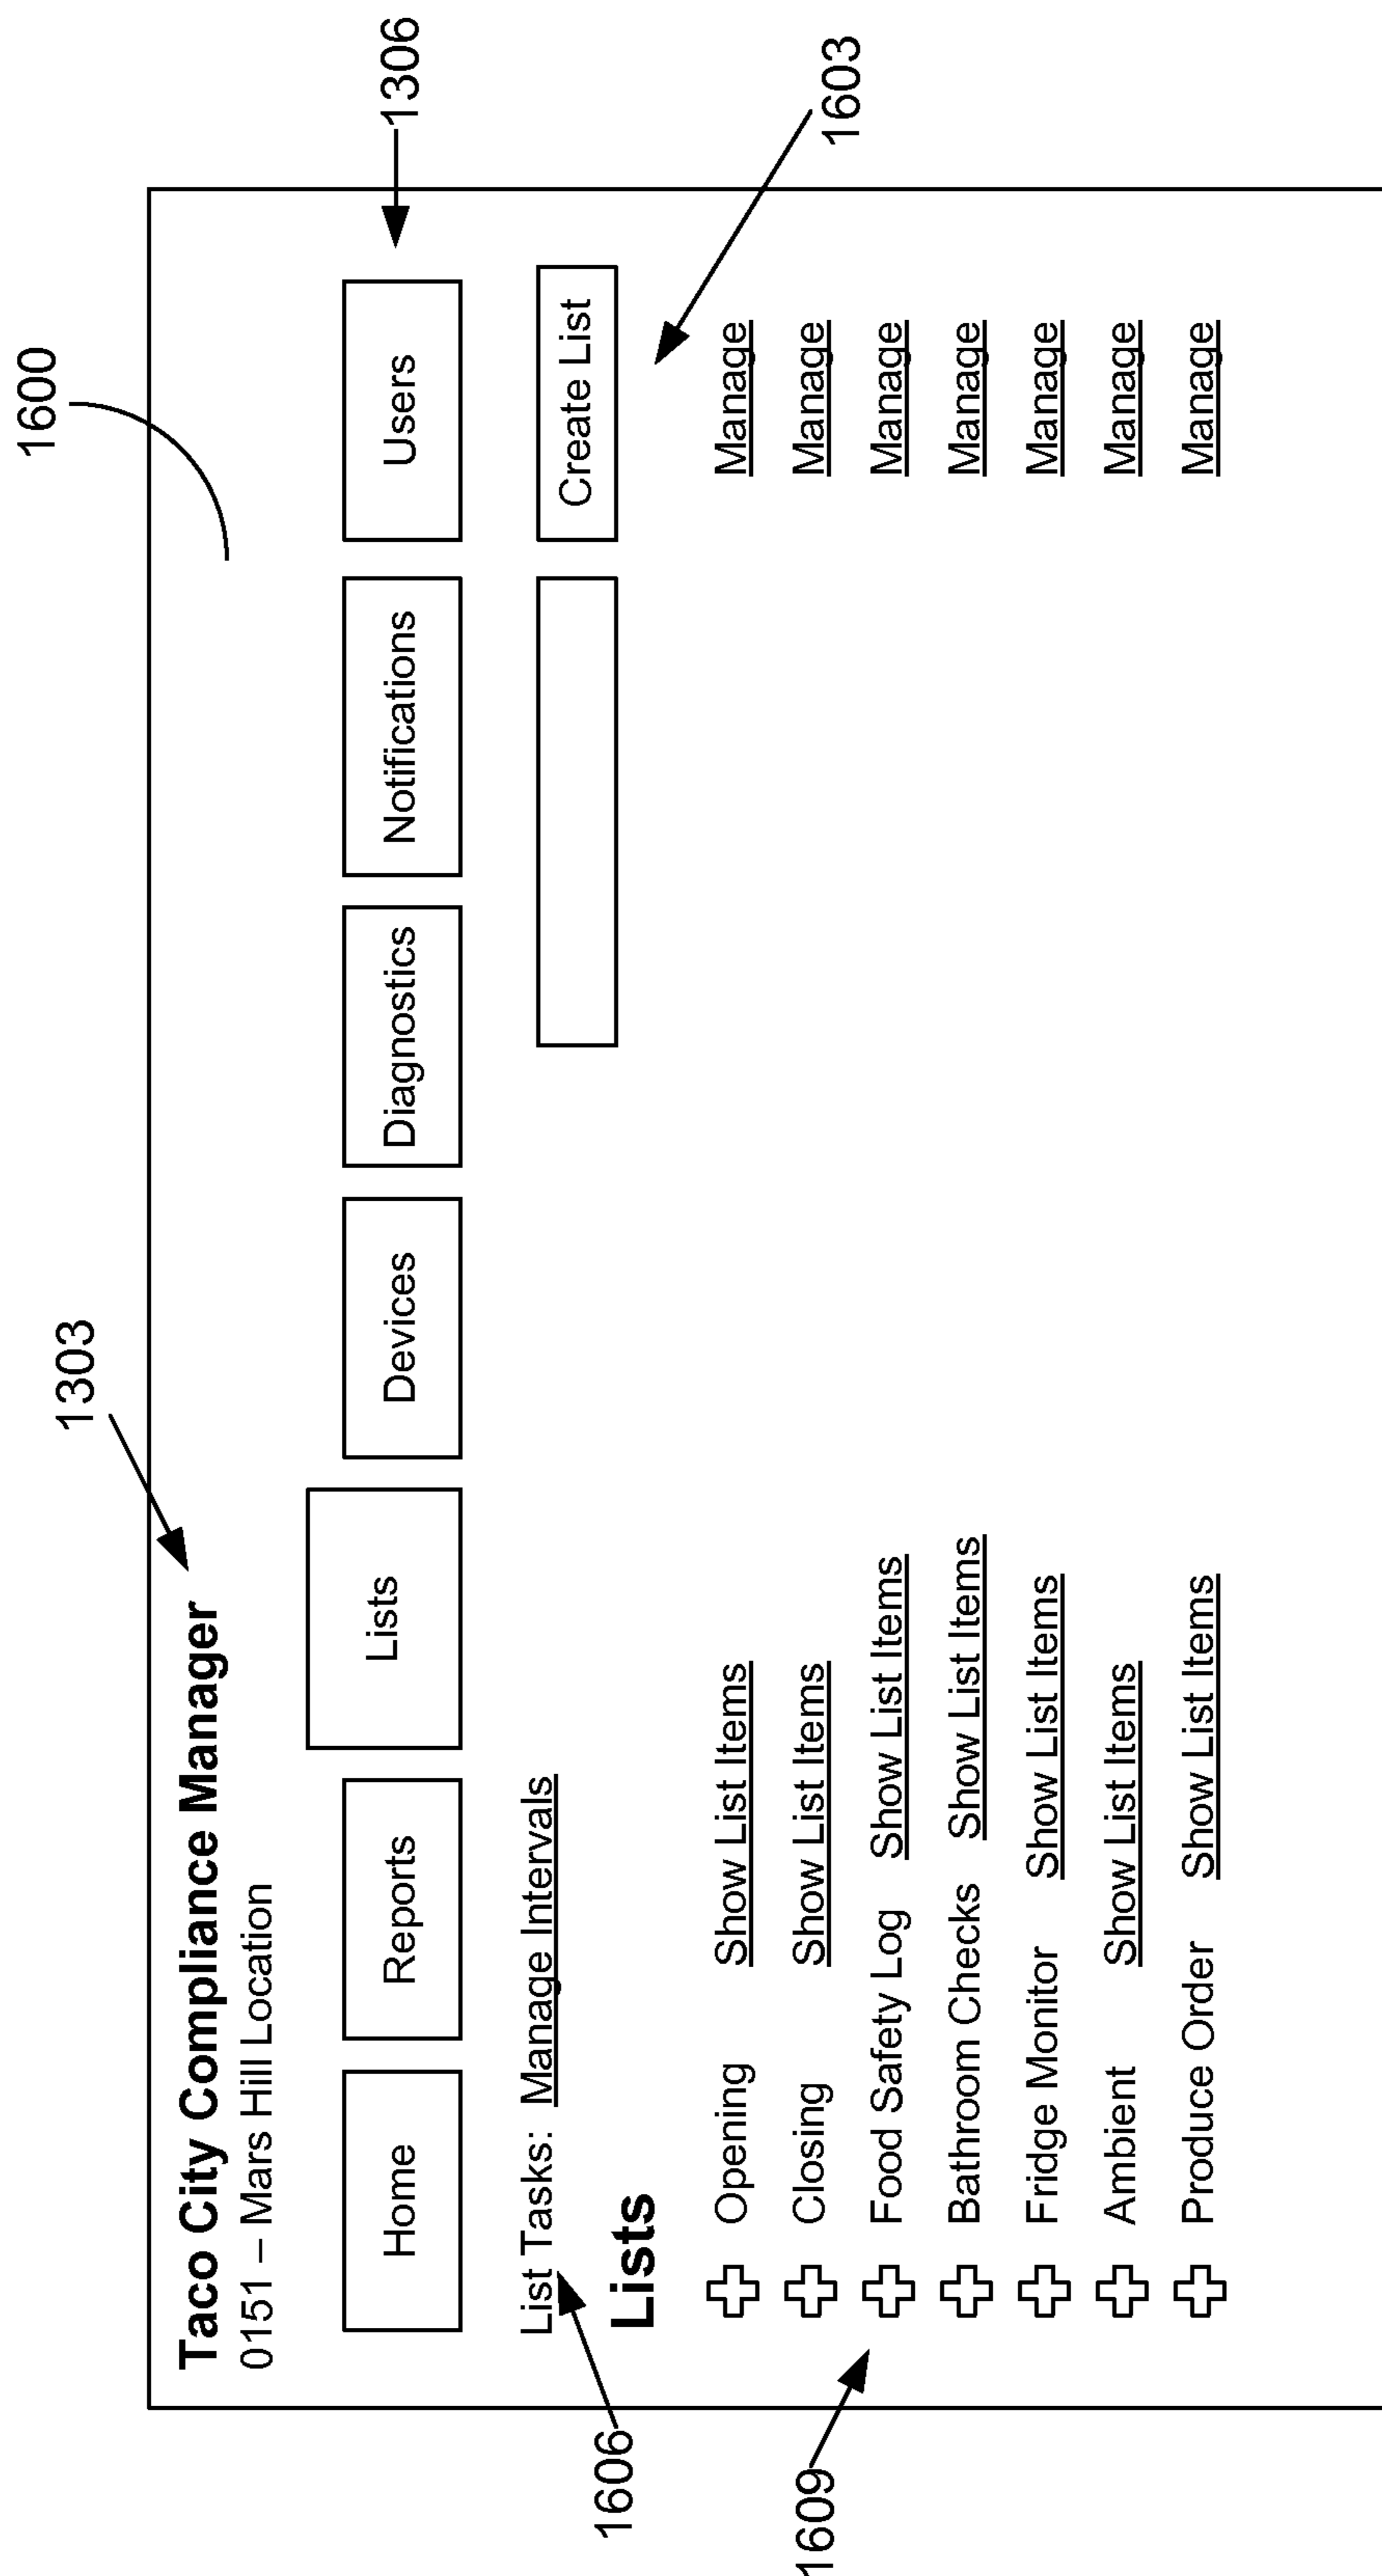 1600
1303
Taco City Compliance Manager
0151 – Mars Hill Location
Home Reports Lists Devices Diagnostics Notifications Users
1306
List Tasks: Manage Intervals
Create List
1606
Lists
1603
Opening Show List Items Manage
Closing Show List Items Manage
Food Safety Log Show List Items Manage
Bathroom Checks Show List Items Manage
Fridge Monitor Show List Items Manage
Ambient Show List Items Manage
Produce Order Show List Items Manage
1609